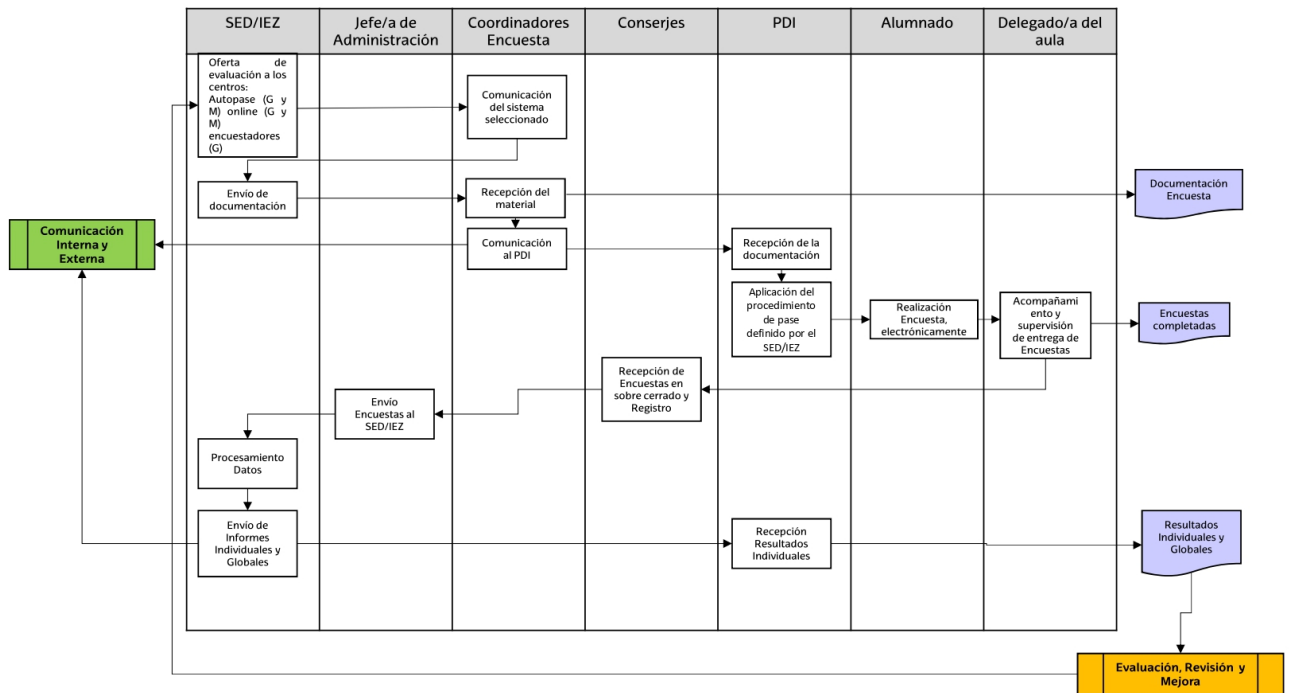 SED/IEZ
Jefe/a de
Administración
Coordinadores
Encuesta
Conserjes
PDI
Alumnado
Delegado/a del
aula
Oferta de
evaluación a los
centros:
Autopase (G y
M) online (G y
M)
encuestadores
(G)
Comunicación
del sistema
seleccionado
Envío de
documentación
Recepción del
material
Documentación
Encuesta
Comunicación
Interna y
Externa
Comunicación
al PDI
Recepción de la
documentación
Aplicación del
procedimiento
de pase
definido por el
SED/IEZ
Realización
Encuesta,
electrónicamente
Acompañami
ento y
supervisión
de entrega de
Encuestas
Encuestas
completadas
Recepción de
Encuestas en
sobre cerrado y
Registro
Envío
Encuestas al
SED/IEZ
Procesamiento
Datos
Envío de
Informes
Individuales y
Globales
Recepción
Resultados
Individuales
Resultados
Individuales y
Globales
Evaluación, Revisión y
Mejora